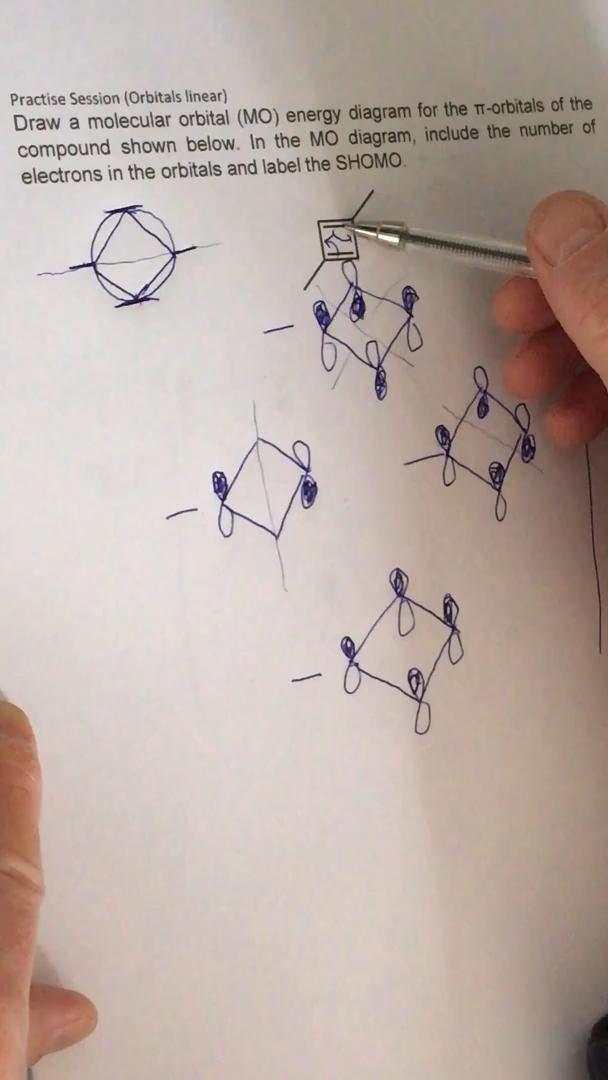 Practise Session (Orbitals linear)
Draw a molecular orbital (MO) energy diagram for the π-orbitals of the
compound shown below. In the MO diagram, include the number of
electrons in the orbitals and label the SHOMO.